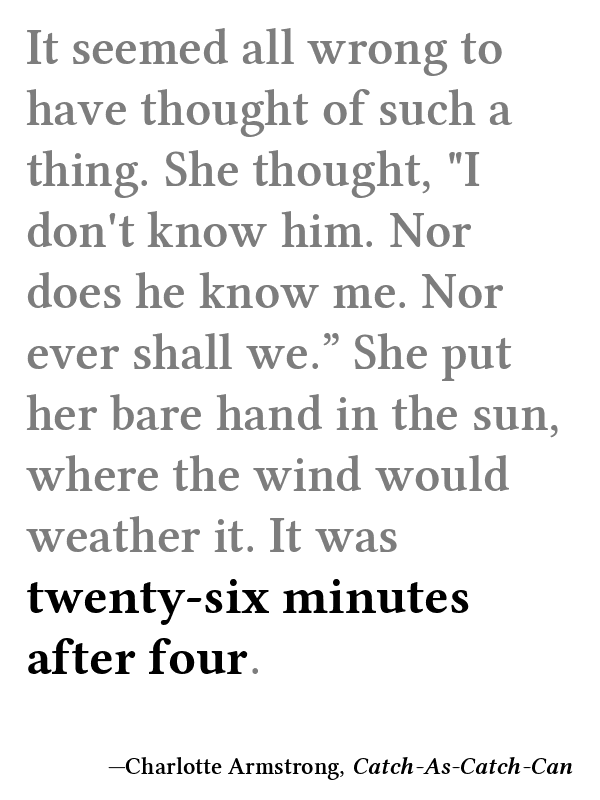 It seemed all wrong to
have thought of such a
thing. She thought, "I
don't know him. Nor
does he know me. Nor
ever shall we.” She put
her bare hand in the sun,
where the wind would
weather it. It was
twenty-six minutes
after four.
—Charlotte Armstrong, Catch-As-Catch-Can